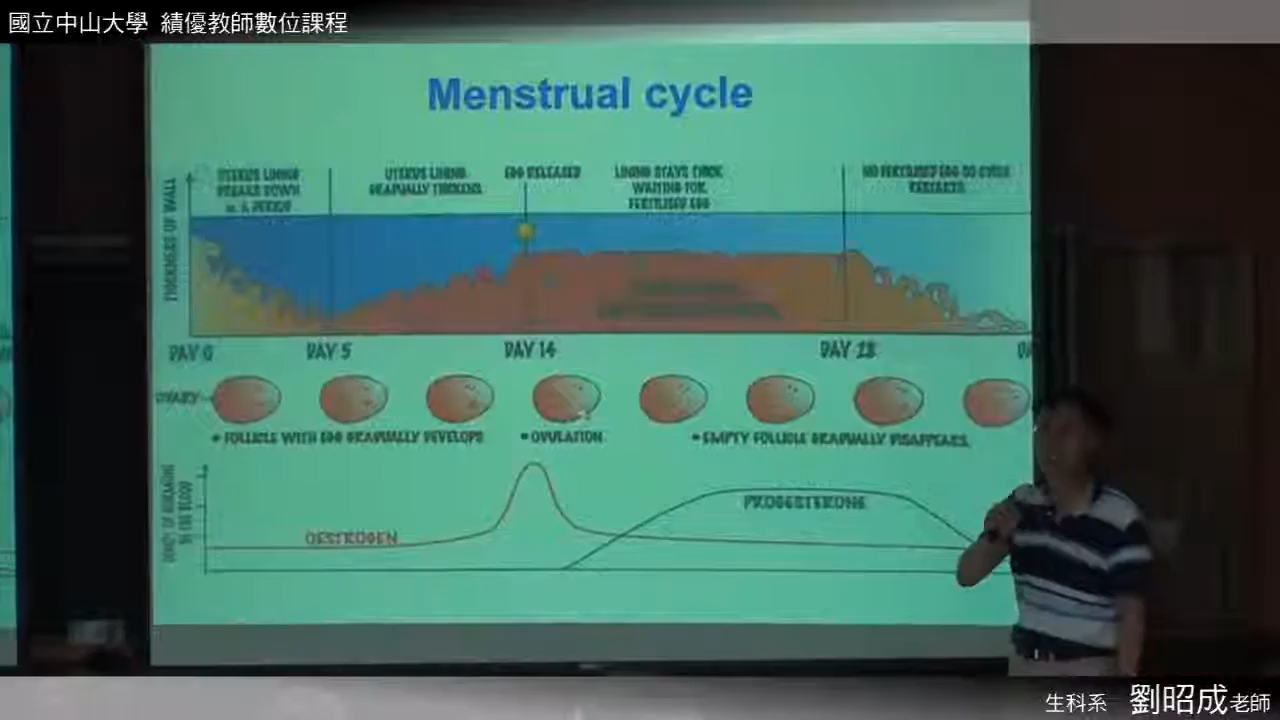 國立中山大學 績優教師數位課程
Menstrual cycle
UTERUS LINING
BREAKS DOWN
IN A PERIOD
UTERUS LINING
GRADUALLY THICKENS
EGG RELEASED
LINING STAYS THICK
WAITING FOR
FERTILISED EGG
NO FERTILISED EGG SO CYCLE
RESTARTS
THICKNESS OF WALL
DAY 0
DAY 5
DAY 14
DAY 28
OVARY
• FOLLICLE WITH EGG GRADUALLY DEVELOPS
• OVULATION
• EMPTY FOLLICLE GRADUALLY DISAPPEARS
OESTROGEN
PROGESTERONE
生科系 劉昭成老師